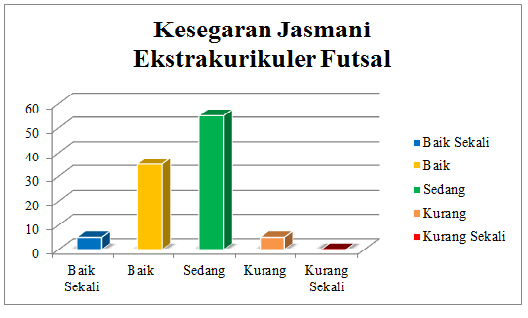 Kesegaran Jasmani
Ekstrakurikuler Futsal
60
50
40
30
20
10
0
Baik
Sekali
Baik
Sedang
Kurang
Kurang
Sekali
Baik Sekali
Baik
Sedang
Kurang
Kurang Sekali